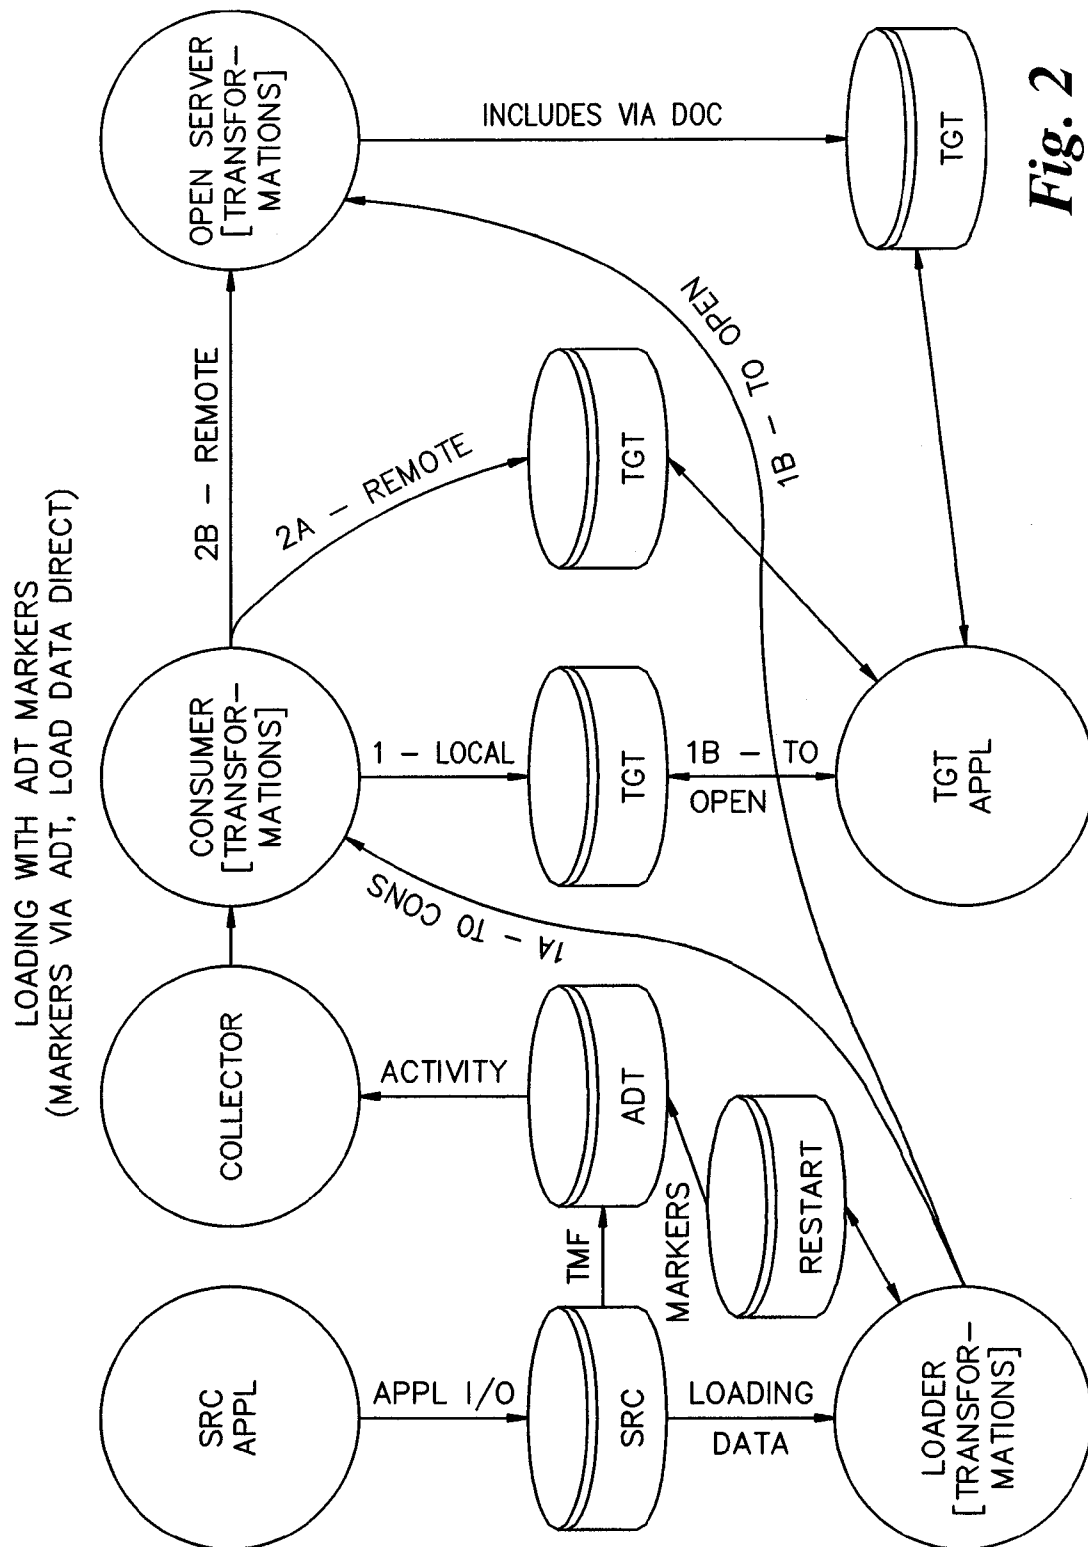 LOADING WITH ADT MARKERS
(MARKERS VIA ADT, LOAD DATA DIRECT)
SRC
APPL
COLLECTOR
CONSUMER
[TRANSFOR-
MATIONS]
2B - REMOTE
OPEN SERVER
[TRANSFOR-
MATIONS]
APPL I/O
ACTIVITY
1 - LOCAL
2A - REMOTE
INCLUDES VIA DOC
1A - TO CONS
SRC
TMF
ADT
TGT
TGT
1B - TO OPEN
TGT
LOADING
DATA
MARKERS
RESTART
1B - TO
OPEN
LOADER
[TRANSFOR-
MATIONS]
TGT
APPL
Fig. 2